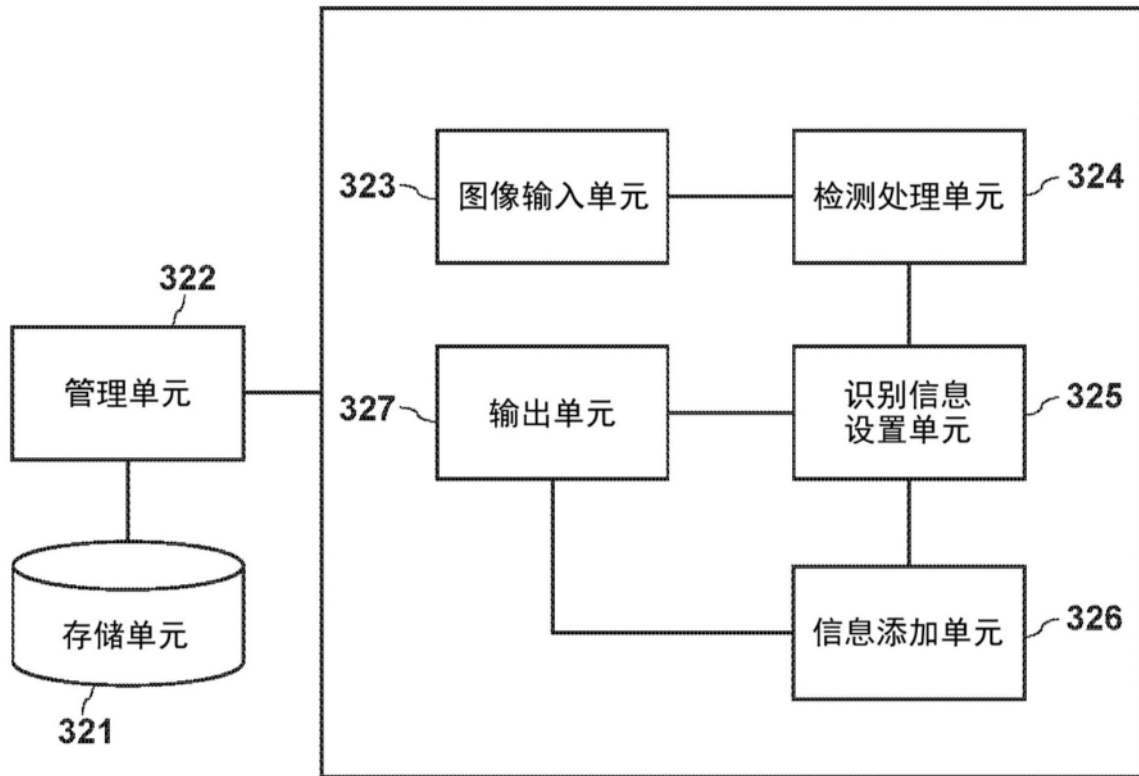 323
图像输入单元
检测处理单元
324
322
管理单元
327
输出单元
识别信息
设置单元
325
存储单元
321
信息添加单元
326